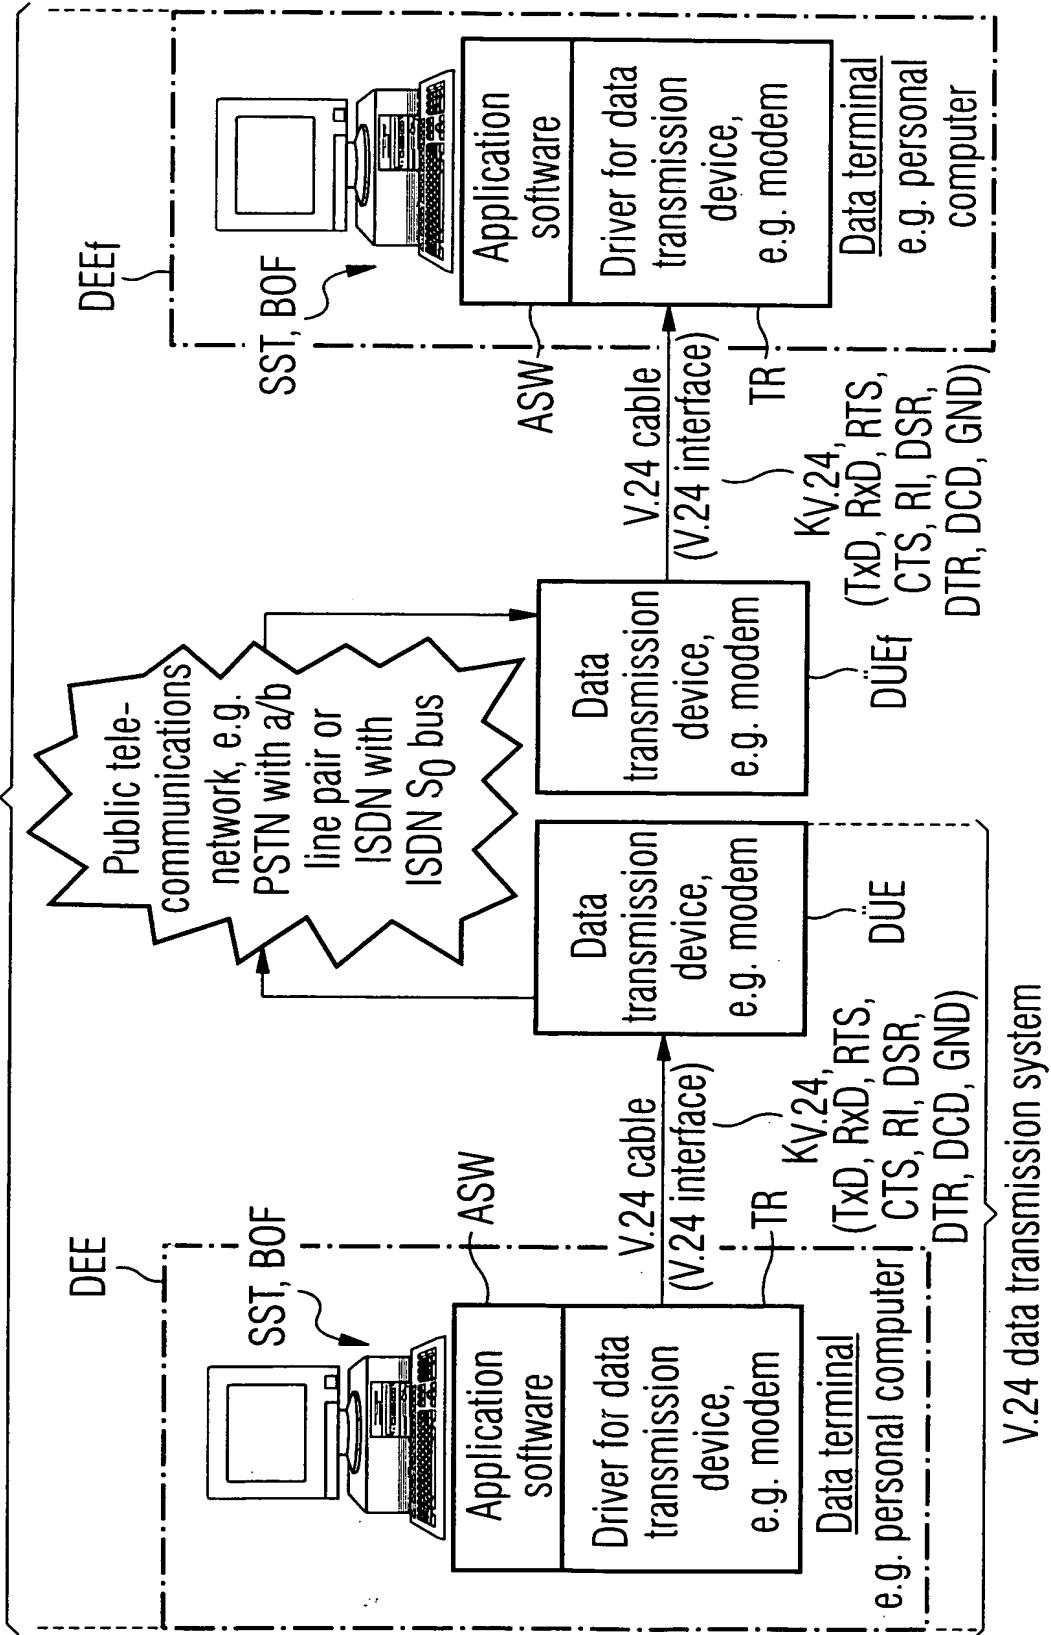 DEE
SST, BOF
Application
software
ASW
Driver for data
transmission
device,
e.g. modem
TR
Data terminal
e.g. personal computer
V.24 cable
(V.24 interface)
KV.24,
(TxD, RxD, RTS,
CTS, RI, DSR,
DTR, DCD, GND)
Data
transmission
device,
e.g. modem
DÜE
V.24 data transmission system
Public tele-
communications
network, e.g.
PSTN with a/b
line pair or
ISDN with
ISDN S0 bus
Data
transmission
device,
e.g. modem
DÜEf
V.24 cable
(V.24 interface)
KV.24,
(TxD, RxD, RTS,
CTS, RI, DSR,
DTR, DCD, GND)
DEEf
SST, BOF
Application
software
ASW
Driver for data
transmission
device,
e.g. modem
TR
Data terminal
e.g. personal
computer